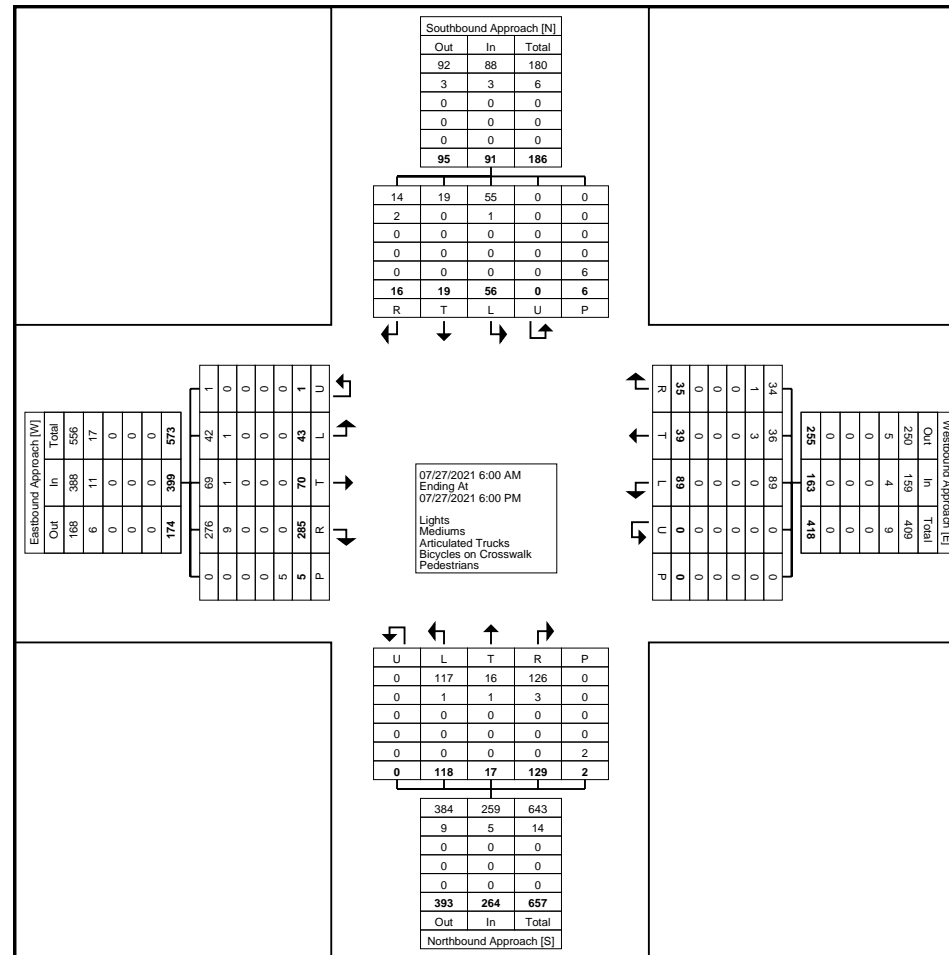 Southbound Approach [N]
Out In Total
92 88 180
3 3 6
0 0 0
0 0 0
0 0 0
95 91 186
14 19 55 0 0
2 0 1 0 0
0 0 0 0 0
0 0 0 0 0
0 0 0 0 6
16 19 56 0 6
R T L U P
Eastbound Approach [W]
Total In Out
556 388 168
17 11 6
0 0 0
0 0 0
0 0 0
573 399 174
1 42 69 276 0
0 1 1 9 0
0 0 0 0 0
0 0 0 0 0
0 0 0 0 5
1 43 70 285 5
U L T R P
07/27/2021 6:00 AM
Ending At
07/27/2021 6:00 PM
Lights
Mediums
Articulated Trucks
Bicycles on Crosswalk
Pedestrians
R T L U P
35 39 89 0 0
0 0 0 0 0
0 0 0 0 0
0 0 0 0 0
1 3 0 0 0
34 36 89 0 0
255 163 418
0 0 0
0 0 0
0 0 0
5 4 9
250 159 409
Out In Total
Westbound Approach [E]
U L T R P
0 117 16 126 0
0 1 1 3 0
0 0 0 0 0
0 0 0 0 0
0 0 0 0 2
0 118 17 129 2
384 259 643
9 5 14
0 0 0
0 0 0
0 0 0
393 264 657
Out In Total
Northbound Approach [S]